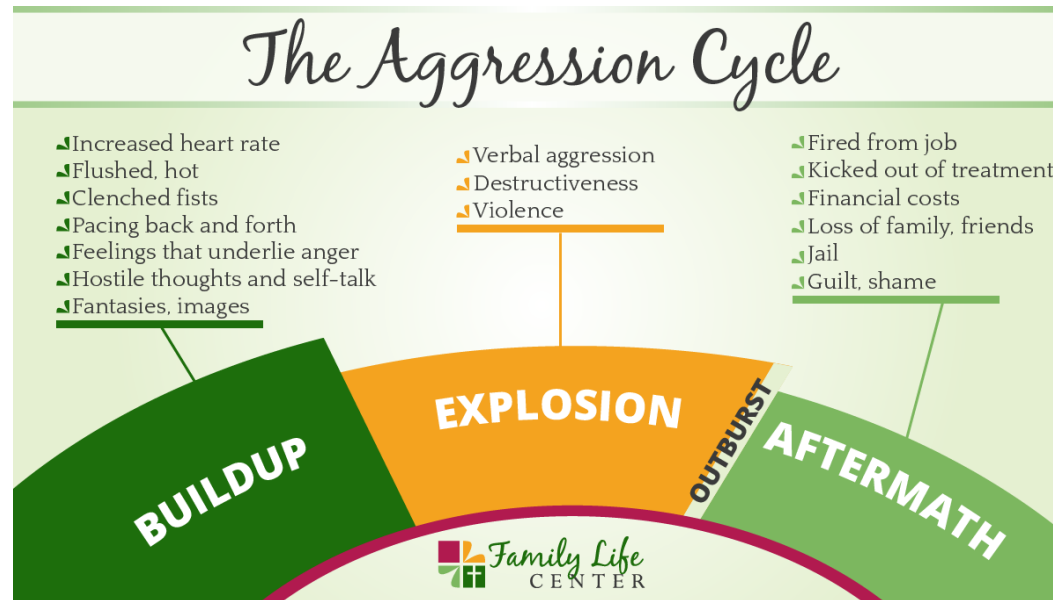 The Aggression Cycle
Increased heart rate
Flushed, hot
Clenched fists
Pacing back and forth
Feelings that underlie anger
Hostile thoughts and self-talk
Fantasies, images
Verbal aggression
Destructiveness
Violence
Fired from job
Kicked out of treatment
Financial costs
Loss of family, friends
Jail
Guilt, shame
BUILDUP
EXPLOSION
OUTBURST
AFTERMATH
Family Life
CENTER